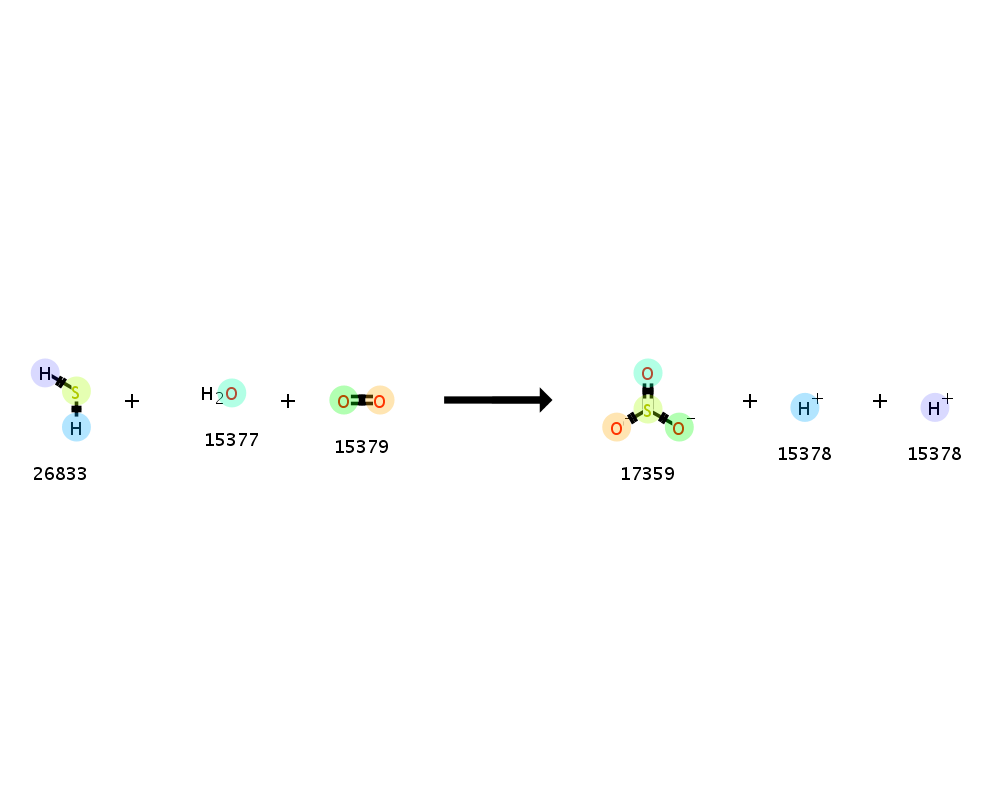 H S H
26833
+
H₂O
15377
+
O O
15379
O
S
O⁻ O⁻
17359
+
H⁺
15378
+
H⁺
15378